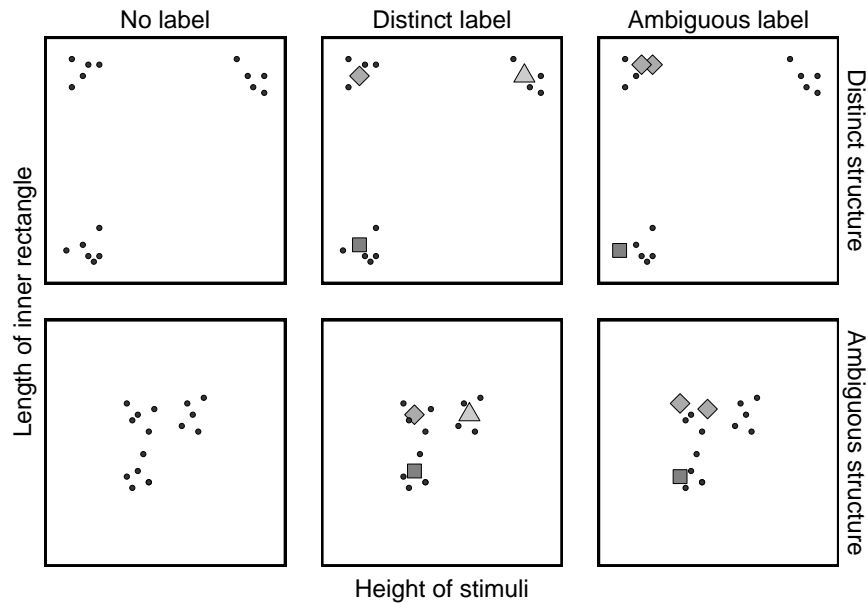 No label
Distinct label
Ambiguous label
Distinct structure
Length of inner rectangle
Ambiguous structure
Height of stimuli